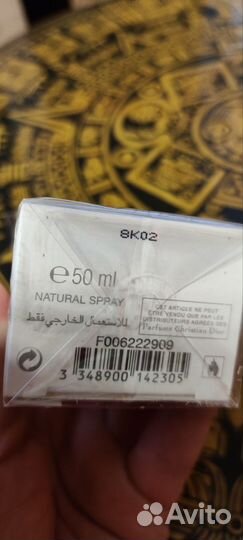 8K02
℮ 50 ml
NATURAL SPRAY
للاستعمال الخارجي فقط
CET ARTICLE NE PEUT
ÊTRE VENDU QUE PAR LES
DISTRIBUTEURS AGRÉÉS DES
Parfums Christian Dior
F006222909
3 348900 142305
Avito